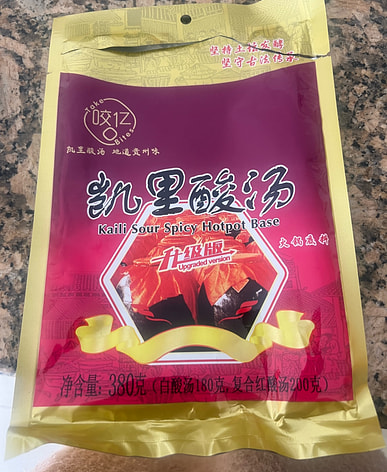 坚持土坛发酵
坚守古法传承
Take
咬亿口
Bites
凯里酸汤 地道贵州味
凯里酸汤
Kaili Sour Spicy Hotpot Base
火锅底料
升级版
Upgraded version
净含量:380克(白酸汤180克,复合红酸汤200克)